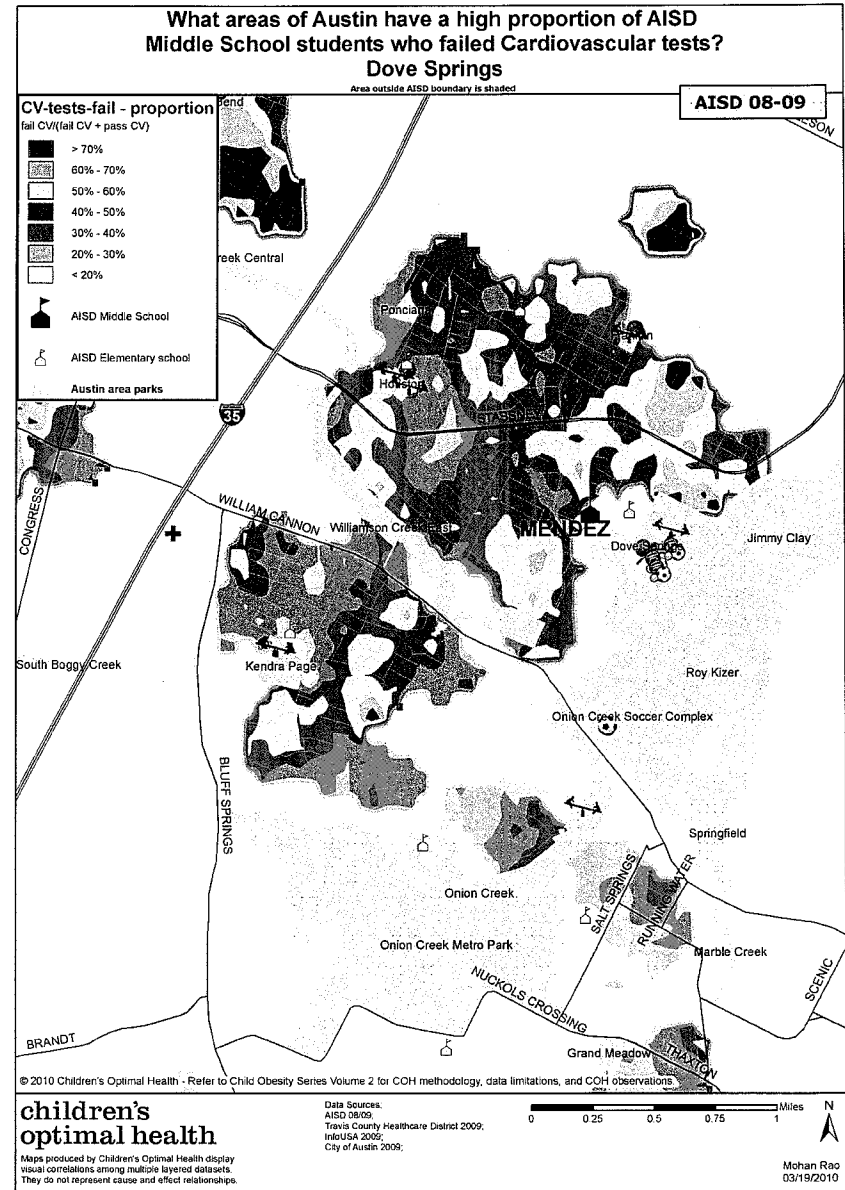 What areas of Austin have a high proportion of AISD
Middle School students who failed Cardiovascular tests?
Dove Springs
Area outside AISD boundary is shaded
AISD 08-09
CV-tests-fail - proportion
fail CV/(fail CV + pass CV)
> 70%
60% - 70%
50% - 60%
40% - 50%
30% - 40%
20% - 30%
< 20%
AISD Middle School
AISD Elementary school
Austin area parks
end
ESON
reek Central
Houston
35
STASSNEY
CONGRESS
WILLIAM CANNON
Williamson Creek East
MENDEZ
Jimmy Clay
Dove Springs
South Boggy Creek
Kendra Page
Roy Kizer
Onion Creek Soccer Complex
BLUFF SPRINGS
Springfield
SALT SPRINGS
RUNNING WATER
Onion Creek
Onion Creek Metro Park
Marble Creek
SCENIC
NUCKOLS CROSSING
BRANDT
Grand Meadow
THAXTON
© 2010 Children's Optimal Health - Refer to Child Obesity Series Volume 2 for COH methodology, data limitations, and COH observations.
children's
optimal health
Maps produced by Children's Optimal Health display
visual correlations among multiple layered datasets.
They do not represent cause and effect relationships.
Data Sources:
AISD 08/09;
Travis County Healthcare District 2009;
InfoUSA 2009;
City of Austin 2009;
Miles
0 0.25 0.5 0.75 1
N
Mohan Rao
03/19/2010